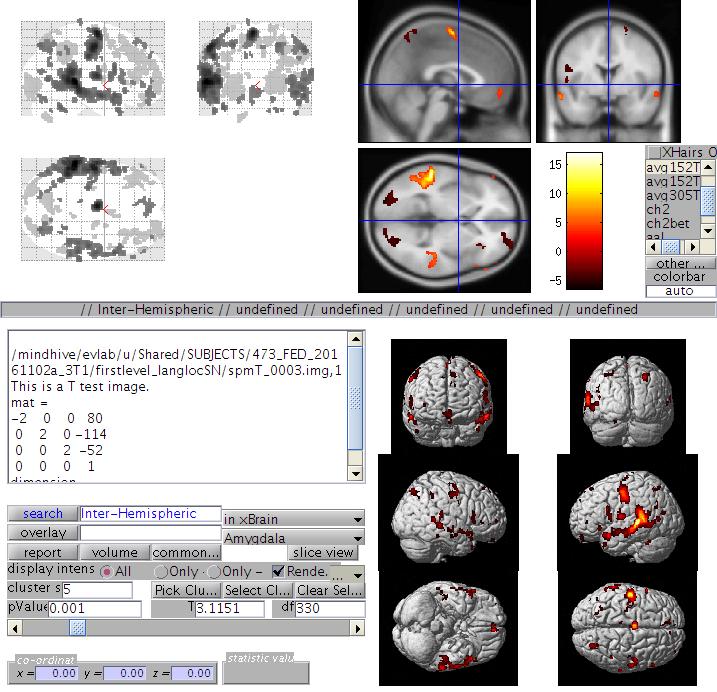 XHairs O
avg152T
avg152T
avg305T
ch2
ch2bet
aal
other ...
colorbar
auto
15
10
5
0
-5
// Inter-Hemispheric // undefined // undefined // undefined // undefined // undefined
/mindhive/evlab/u/Shared/SUBJECTS/473_FED_201
61102a_3T1/firstlevel_langlocSN/spmT_0003.img,1
This is a T test image.
mat =
-2 0 0 80
0 2 0 -114
0 0 2 -52
0 0 0 1
dimension
search Inter-Hemispheric in xBrain
overlay Amygdala
report volume common... slice view
display intens All Only + Only - Rende. ...
cluster s 5 Pick Clu... Select Cl... Clear Sel...
pValue 0.001 T 3.1151 df 330
co-ordinat statistic valu
x = 0.00 y = 0.00 z = 0.00